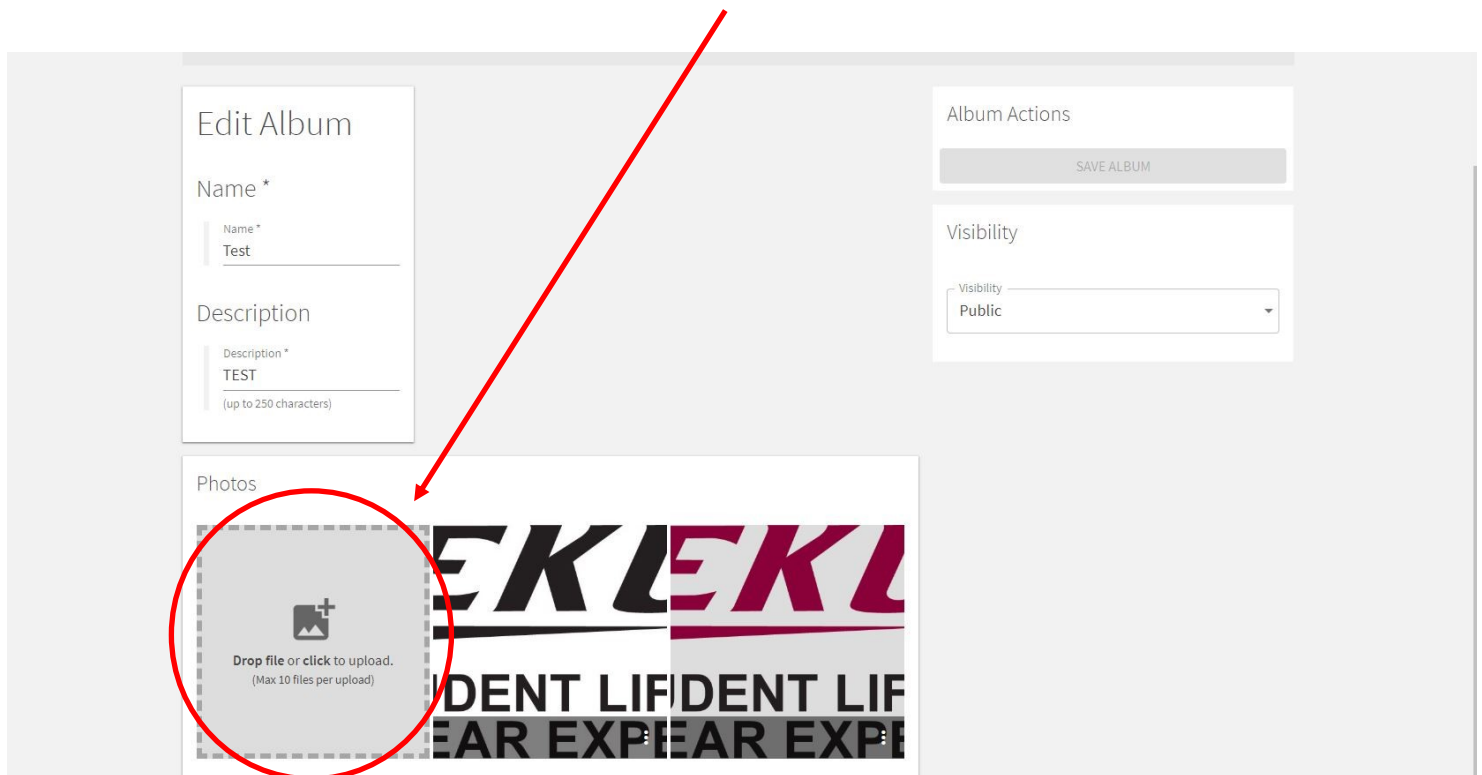 Edit Album
Name *
Name *
Test
Description
Description *
TEST
(up to 250 characters)
Album Actions
SAVE ALBUM
Visibility
Visibility
Public
Photos
Drop file or click to upload.
(Max 10 files per upload)
EKU
DENT LIF
EAR EXPE
EKU
DENT LIF
EAR EXPE